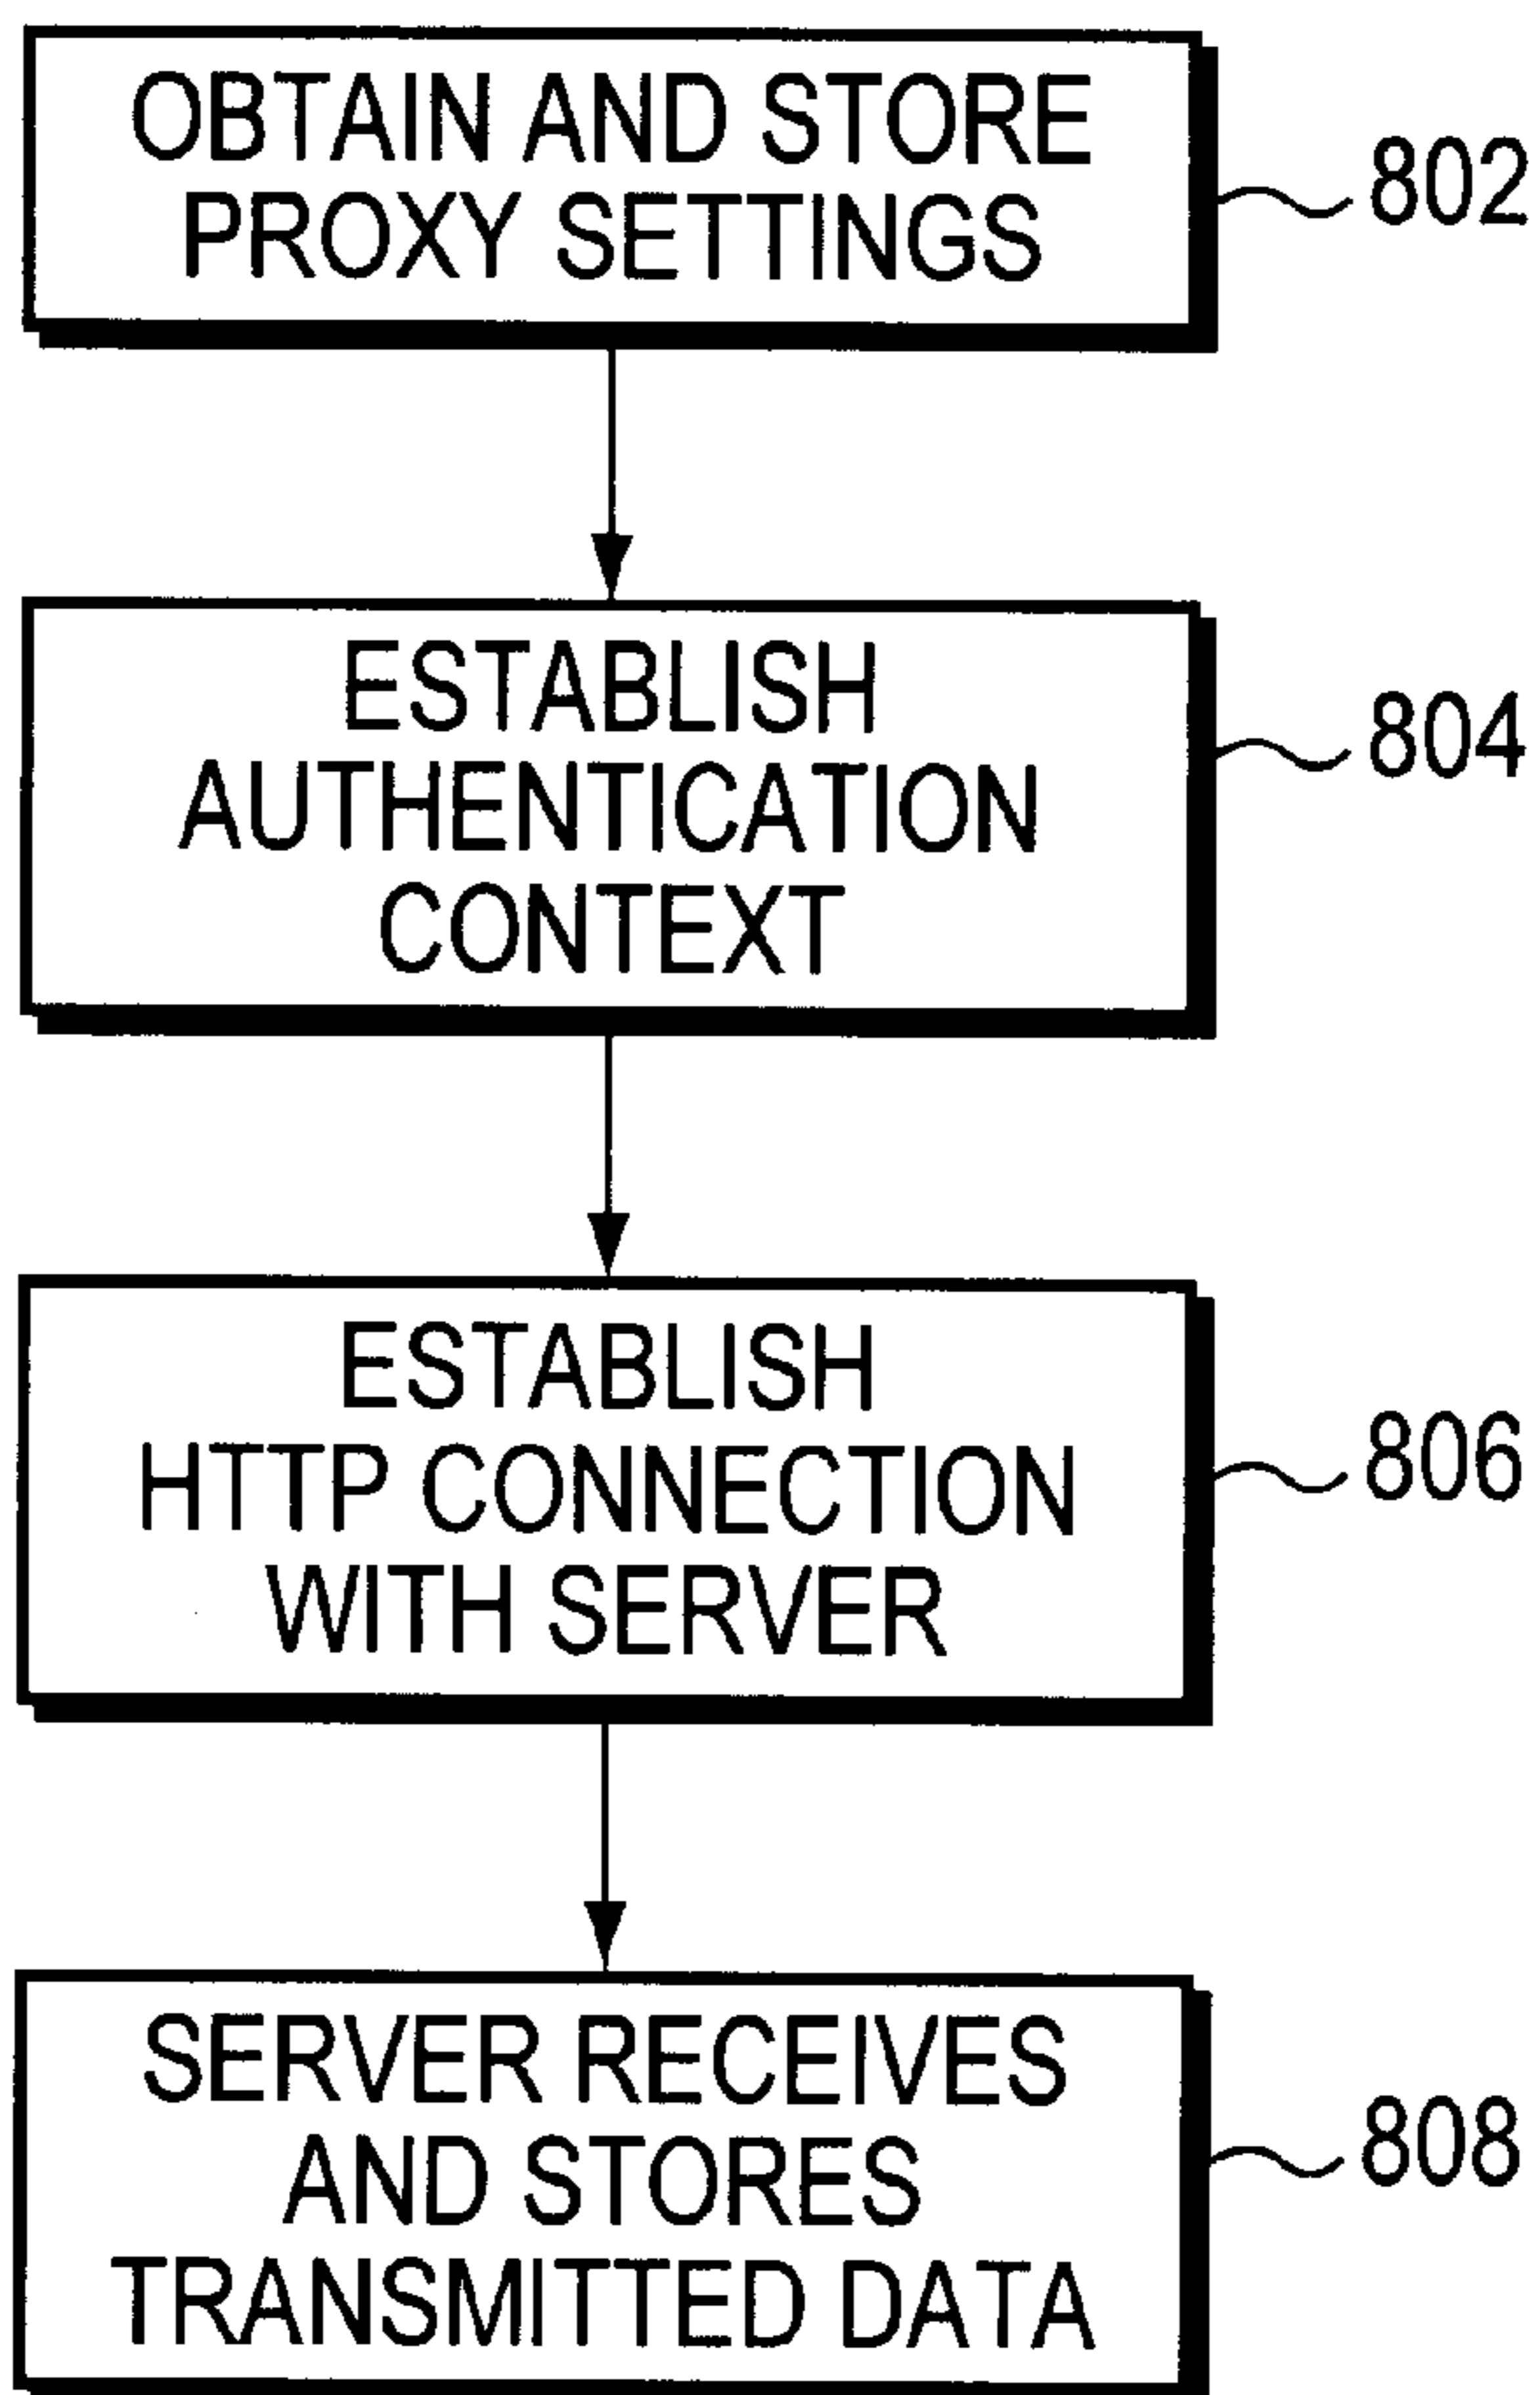 OBTAIN AND STORE
PROXY SETTINGS
802
ESTABLISH
AUTHENTICATION
CONTEXT
804
ESTABLISH
HTTP CONNECTION
WITH SERVER
806
SERVER RECEIVES
AND STORES
TRANSMITTED DATA
808